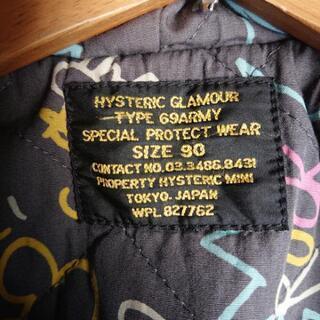 HYSTERIC GLAMOUR
TYPE 69ARMY
SPECIAL PROTECT WEAR
SIZE 90
CONTACT NO.03.3486.8431
PROPERTY HYSTERIC MINI
TOKYO. JAPAN
WPL 827762